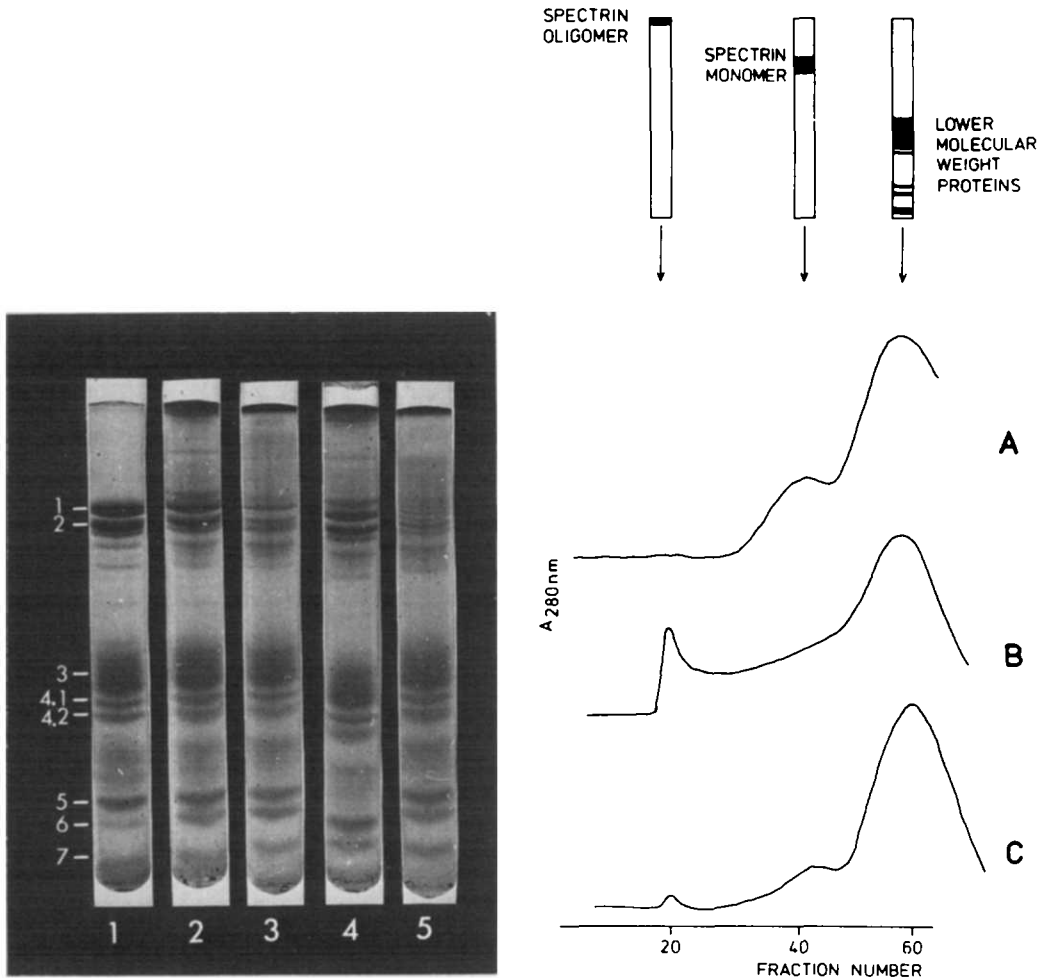 SPECTRIN
OLIGOMER
SPECTRIN
MONOMER
LOWER
MOLECULAR
WEIGHT
PROTEINS
1
2
3
4.1
4.2
5
6
7
1 2 3 4 5
A
B
C
A280nm
20 40 60
FRACTION NUMBER